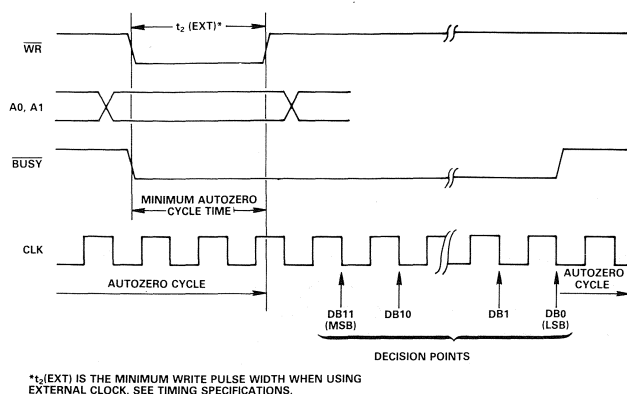 t₂ (EXT)*
WR
A0, A1
BUSY
MINIMUM AUTOZERO
CYCLE TIME
CLK
AUTOZERO CYCLE
AUTOZERO
CYCLE
DB11
(MSB)
DB10
DB1
DB0
(LSB)
DECISION POINTS
*t₂(EXT) IS THE MINIMUM WRITE PULSE WIDTH WHEN USING
EXTERNAL CLOCK. SEE TIMING SPECIFICATIONS.